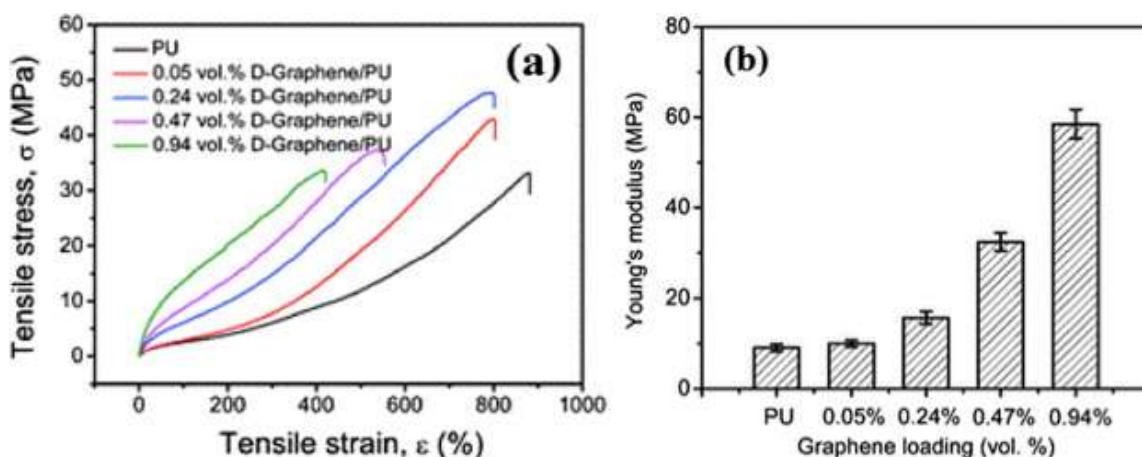 (a)
PU
0.05 vol.% D-Graphene/PU
0.24 vol.% D-Graphene/PU
0.47 vol.% D-Graphene/PU
0.94 vol.% D-Graphene/PU
60
50
40
30
20
10
0
Tensile stress, σ (MPa)
0 200 400 600 800 1000
Tensile strain, ε (%)
(b)
80
60
40
20
0
Young's modulus (MPa)
PU 0.05% 0.24% 0.47% 0.94%
Graphene loading (vol. %)